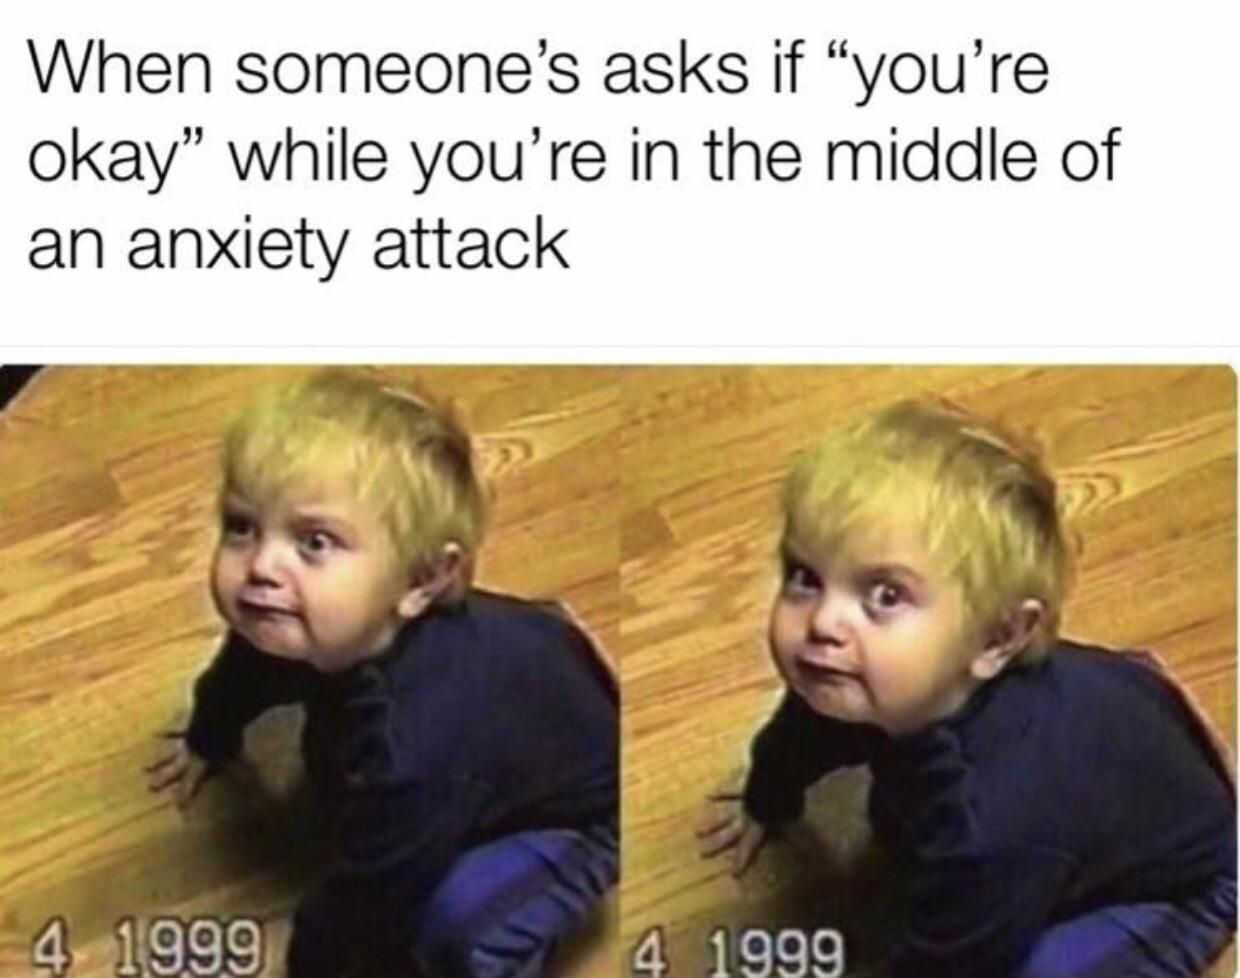 When someone’s asks if “you’re
okay” while you’re in the middle of
an anxiety attack
4 1999
4 1999